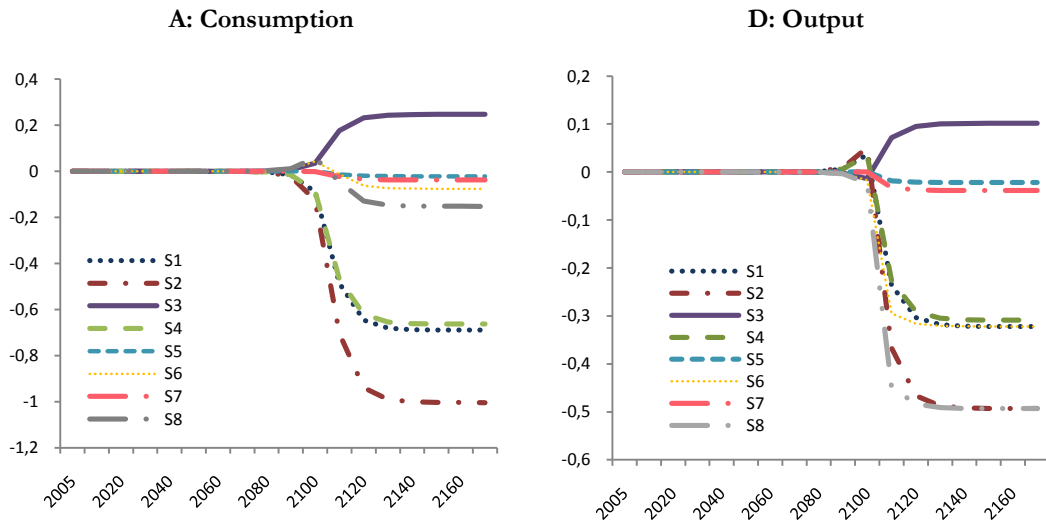 A: Consumption
0,4
0,2
0
-0,2
-0,4
-0,6
-0,8
-1
-1,2
S1
S2
S3
S4
S5
S6
S7
S8
2005
2020
2040
2060
2080
2100
2120
2140
2160
D: Output
0,2
0,1
0
-0,1
-0,2
-0,3
-0,4
-0,5
-0,6
S1
S2
S3
S4
S5
S6
S7
S8
2005
2020
2040
2060
2080
2100
2120
2140
2160